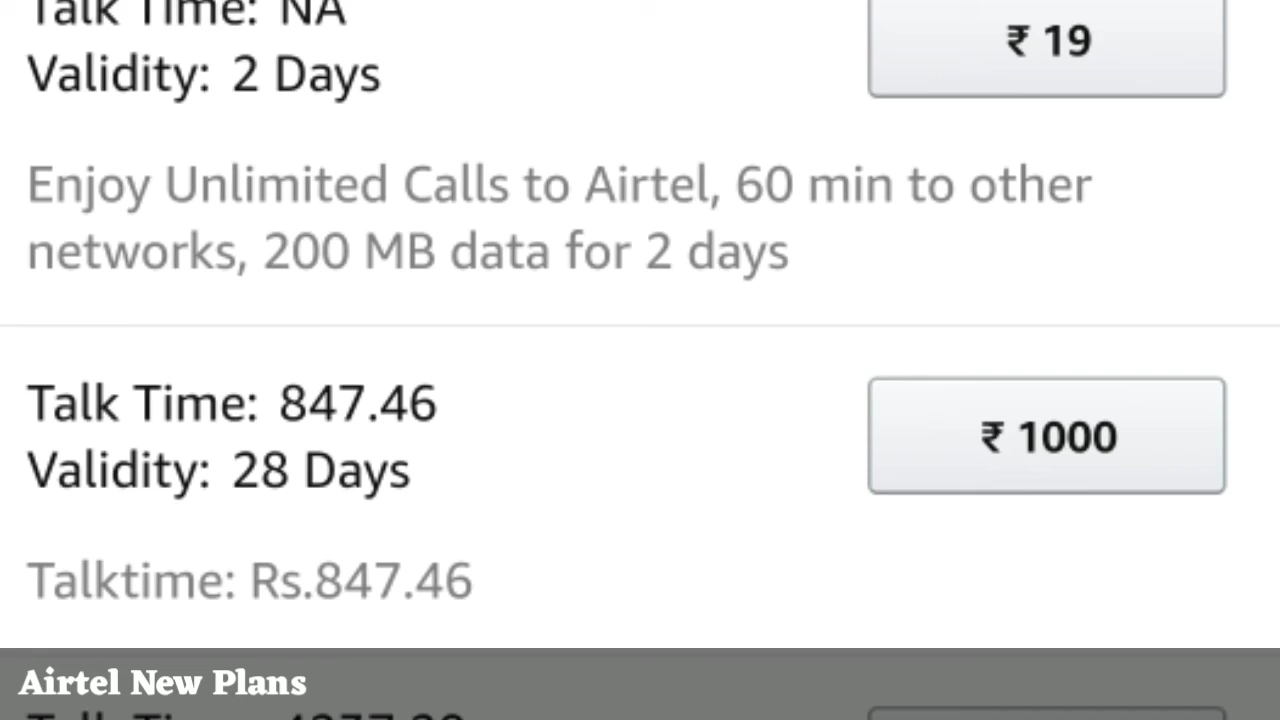 Talk Time: NA
₹ 19
Validity: 2 Days
Enjoy Unlimited Calls to Airtel, 60 min to other
networks, 200 MB data for 2 days
Talk Time: 847.46
₹ 1000
Validity: 28 Days
Talktime: Rs.847.46
Airtel New Plans